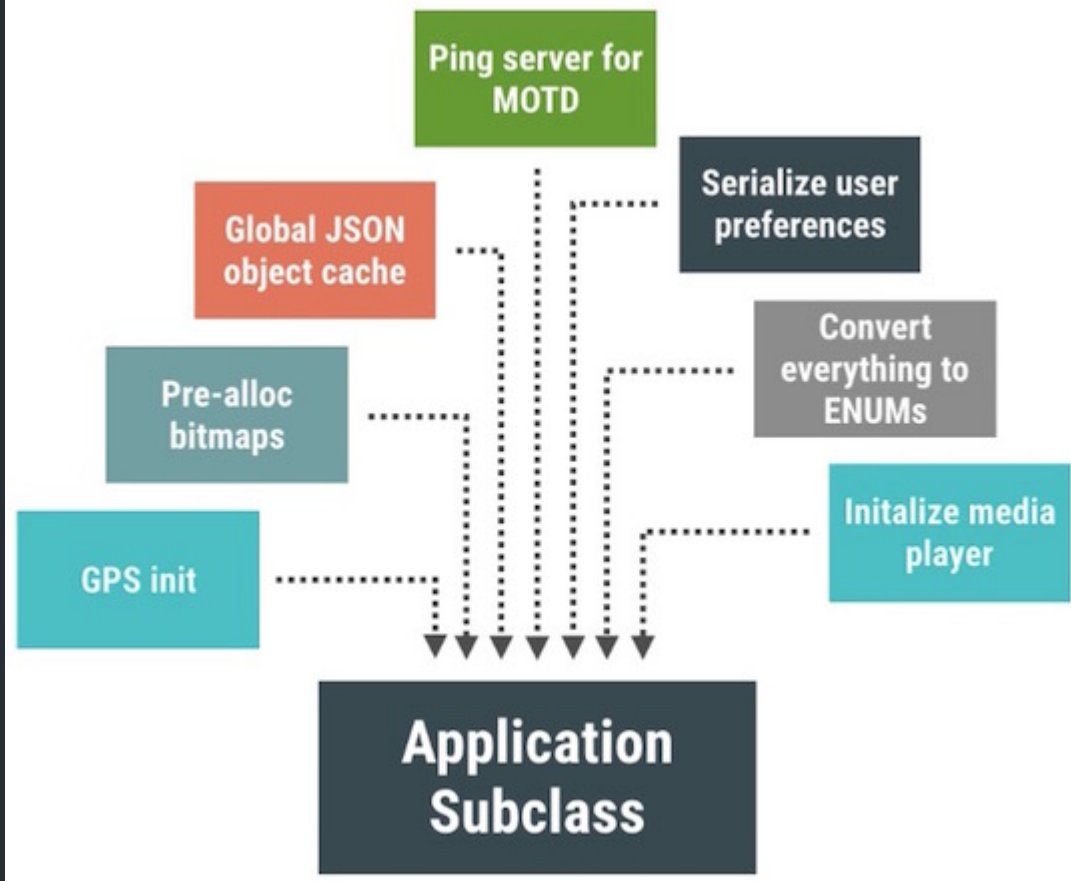 Ping server for
MOTD
Serialize user
preferences
Global JSON
object cache
Convert
everything to
ENUMs
Pre-alloc
bitmaps
Initalize media
player
GPS init
Application
Subclass